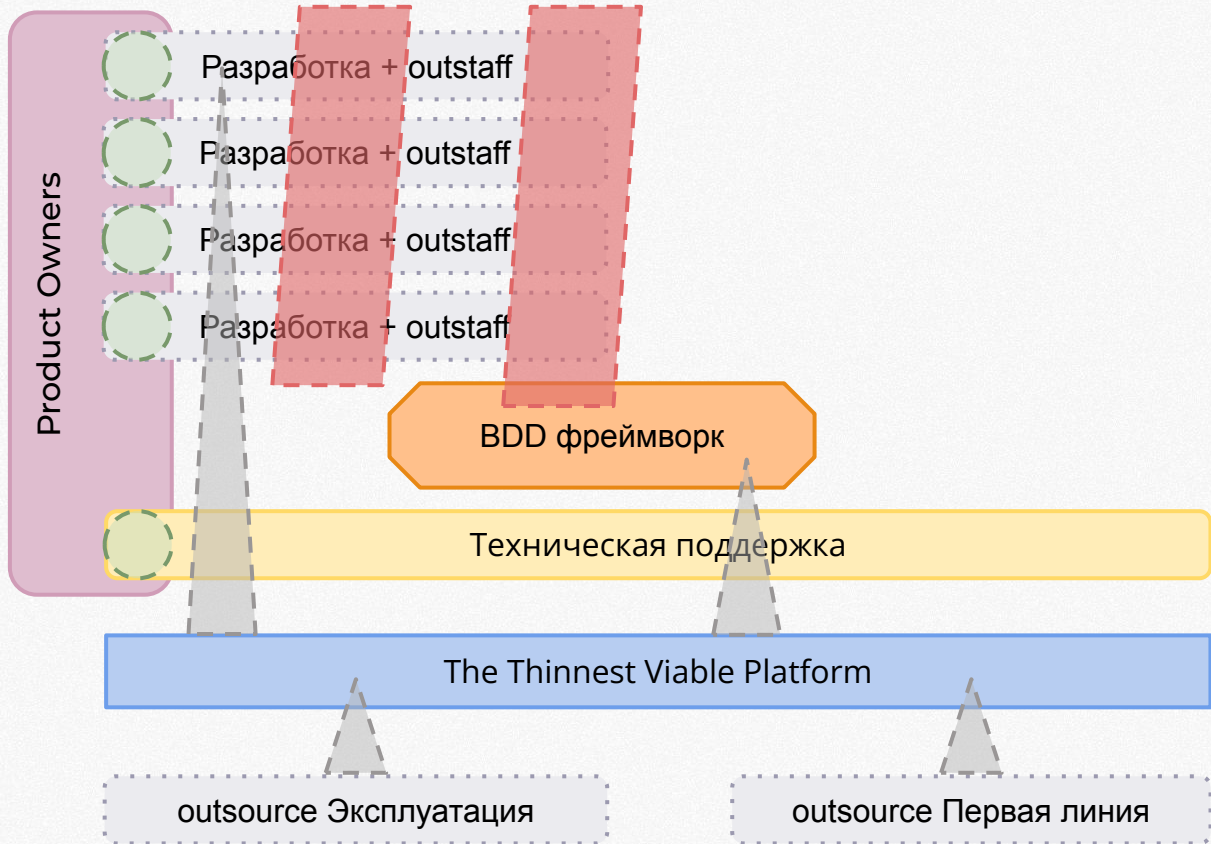 Product Owners
Разработка + outstaff
Разработка + outstaff
Разработка + outstaff
Разработка + outstaff
BDD фреймворк
Техническая поддержка
The Thinnest Viable Platform
outsource Эксплуатация
outsource Первая линия